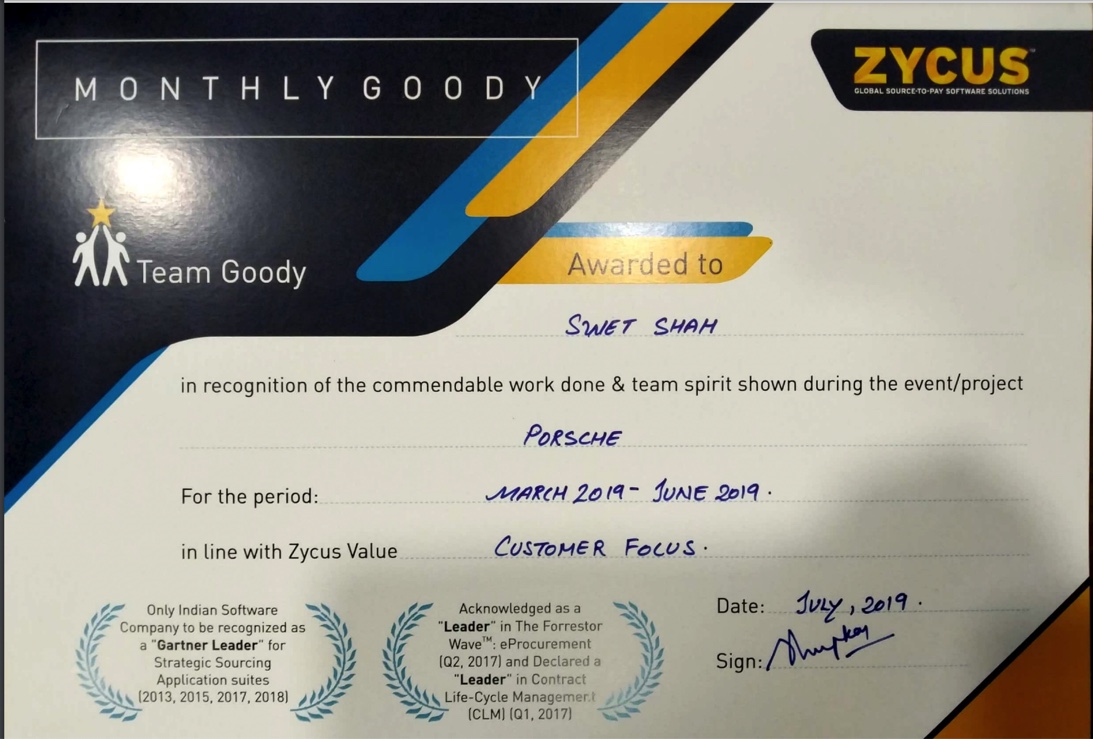 MONTHLY GOODY
ZYCUS™
GLOBAL SOURCE-TO-PAY SOFTWARE SOLUTIONS
Team Goody
Awarded to
SWET SHAH
in recognition of the commendable work done & team spirit shown during the event/project
PORSCHE
For the period: MARCH 2019 - JUNE 2019.
in line with Zycus Value CUSTOMER FOCUS.
Only Indian Software
Company to be recognized as
a "Gartner Leader" for
Strategic Sourcing
Application suites
(2013, 2015, 2017, 2018)
Acknowledged as a
"Leader" in The Forrestor
Wave™: eProcurement
(Q2, 2017) and Declared a
"Leader" in Contract
Life-Cycle Management
(CLM) (Q1, 2017)
Date: JULY, 2019.
Sign: